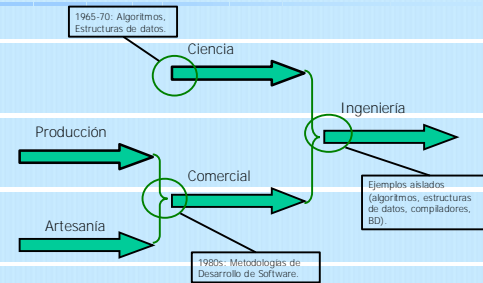 1965-70: Algoritmos,
Estructuras de datos.
Ciencia
Ingeniería
Producción
Comercial
Ejemplos aislados
(algoritmos, estructuras
de datos, compiladores,
BD).
Artesanía
1980s: Metodologías de
Desarrollo de Software.